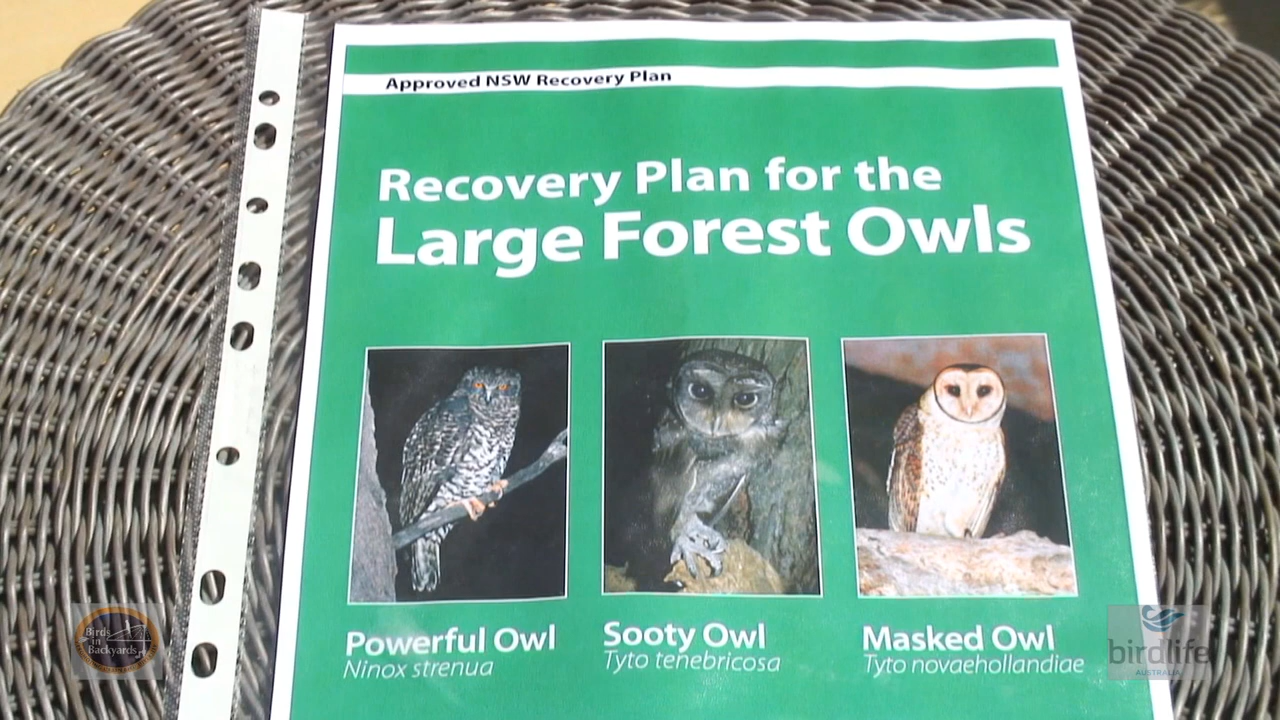 Approved NSW Recovery Plan
Recovery Plan for the
Large Forest Owls
Powerful Owl
Ninox strenua
Sooty Owl
Tyto tenebricosa
Masked Owl
Tyto novaehollandiae
Birds
in
Backyards
birdlife
AUSTRALIA